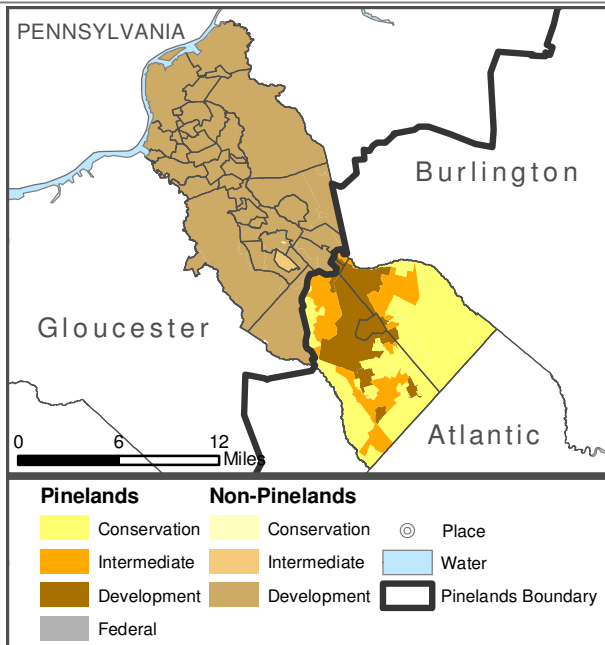 PENNSYLVANIA
Burlington
Gloucester
Atlantic
0 6 12
Miles
Pinelands Non-Pinelands
Conservation Conservation Place
Intermediate Intermediate Water
Development Development Pinelands Boundary
Federal